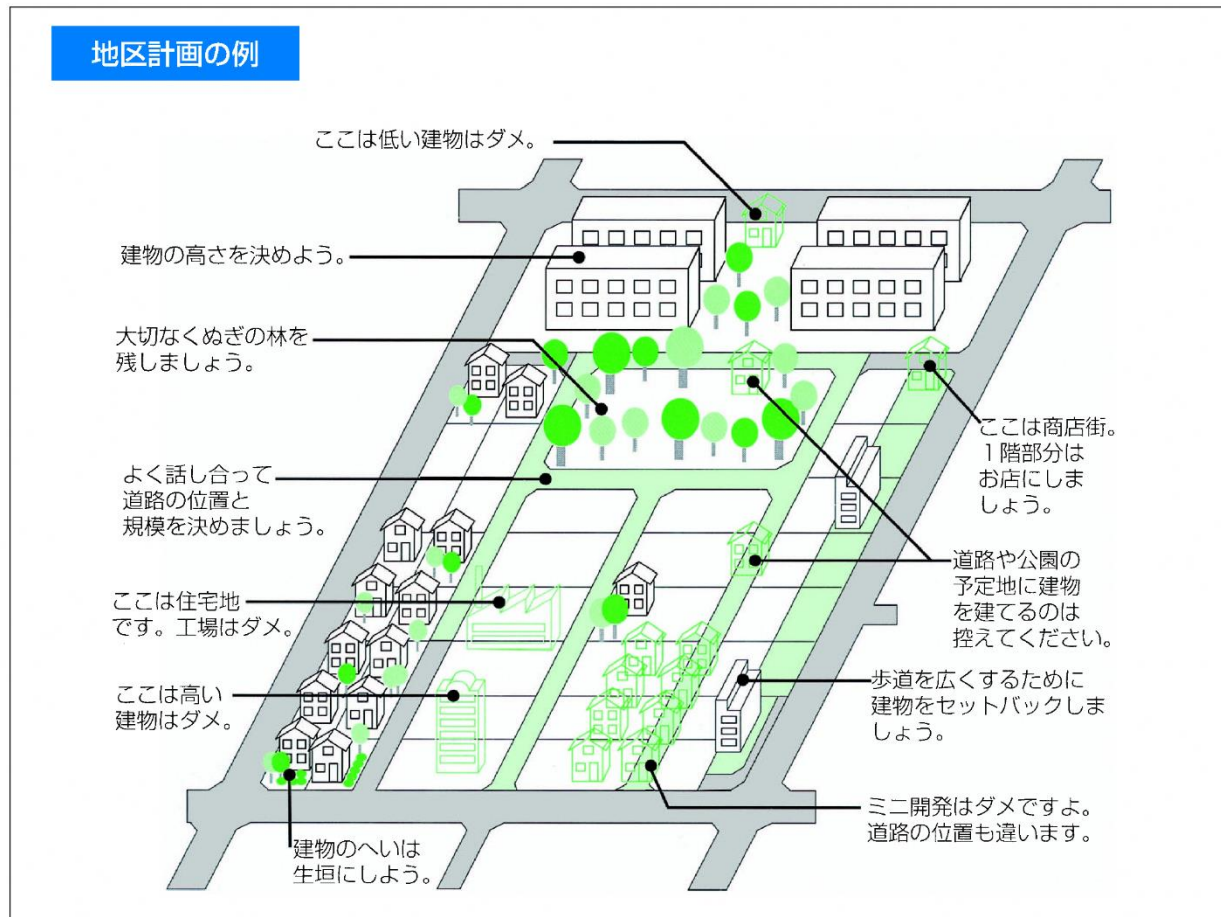 地区計画の例
ここは低い建物はダメ。
建物の高さを決めよう。
大切なくぬぎの林を
残しましょう。
ここは商店街。
１階部分は
お店にしま
しょう。
よく話し合って
道路の位置と
規模を決めましょう。
道路や公園の
予定地に建物
を建てるのは
控えてください。
ここは住宅地
です。工場はダメ。
ここは高い
建物はダメ。
歩道を広くするために
建物をセットバックしま
しょう。
ミニ開発はダメですよ。
道路の位置も違います。
建物のへいは
生垣にしよう。